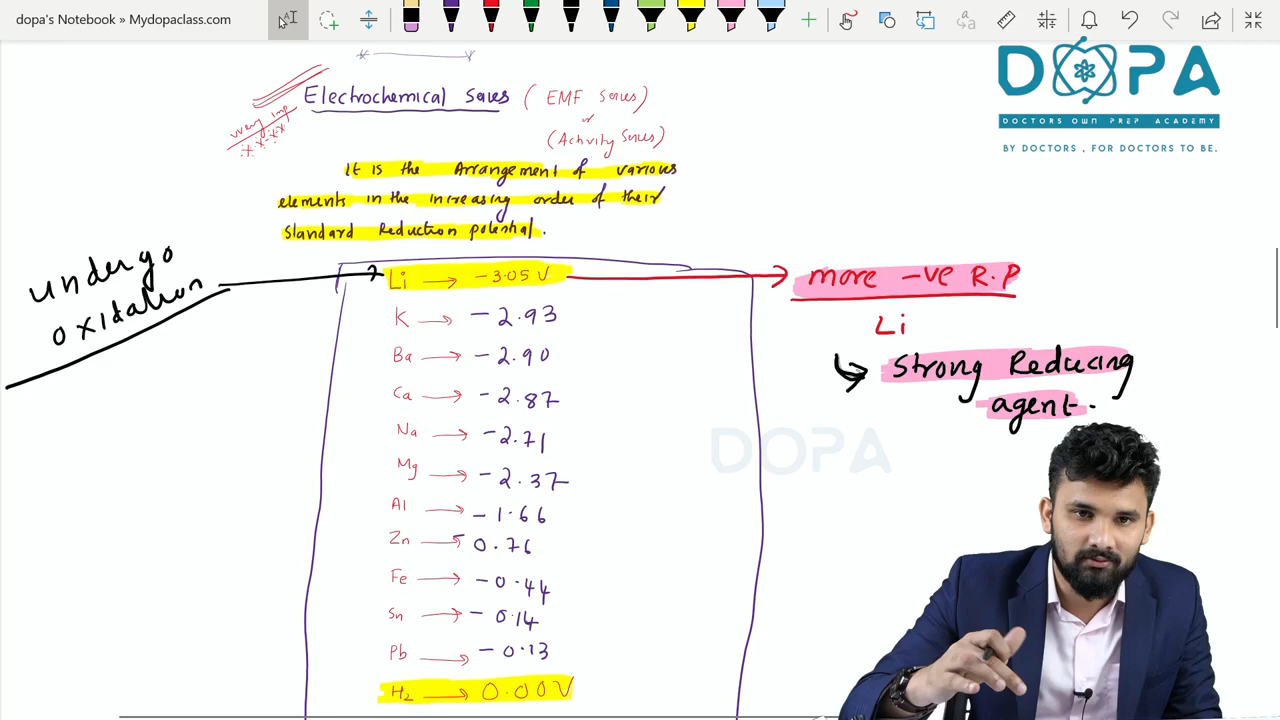 dopa's Notebook » Mydopaclass.com
DOPA
DOCTORS OWN PREP ACADEMY
BY DOCTORS , FOR DOCTORS TO BE.
Electrochemical Series ( EMF Series)
or
(Activity Series)
Very Imp
It is the Arrangement of various
elements in the increasing order of their
Standard Reduction potential.
undergo
oxidation
Li → -3.05 V → more -ve R.P
K → -2.93
Li
Ba → -2.90
↳ Strong Reducing
agent.
Ca → -2.87
Na → -2.71
Mg → -2.37
Al → -1.66
Zn → -0.76
Fe → -0.44
Sn → -0.14
Pb → -0.13
H₂ → 0.00V
DOPA